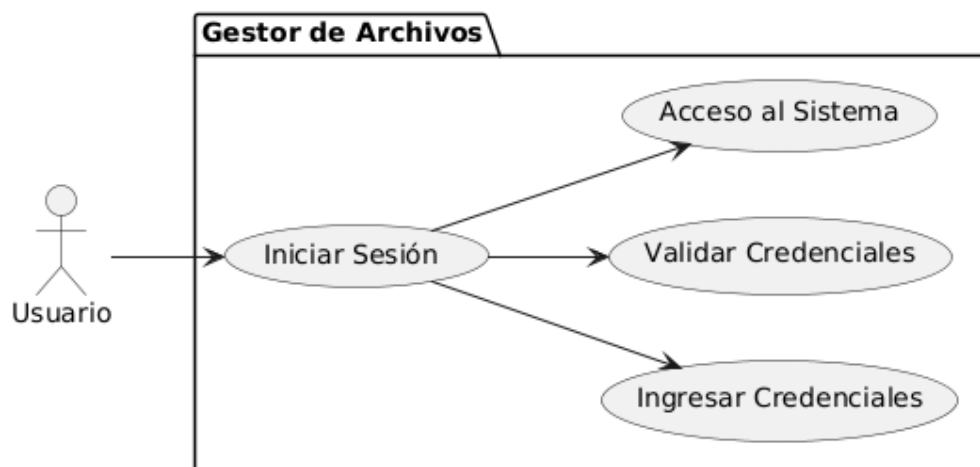 Gestor de Archivos
Acceso al Sistema
Iniciar Sesión
Validar Credenciales
Usuario
Ingresar Credenciales